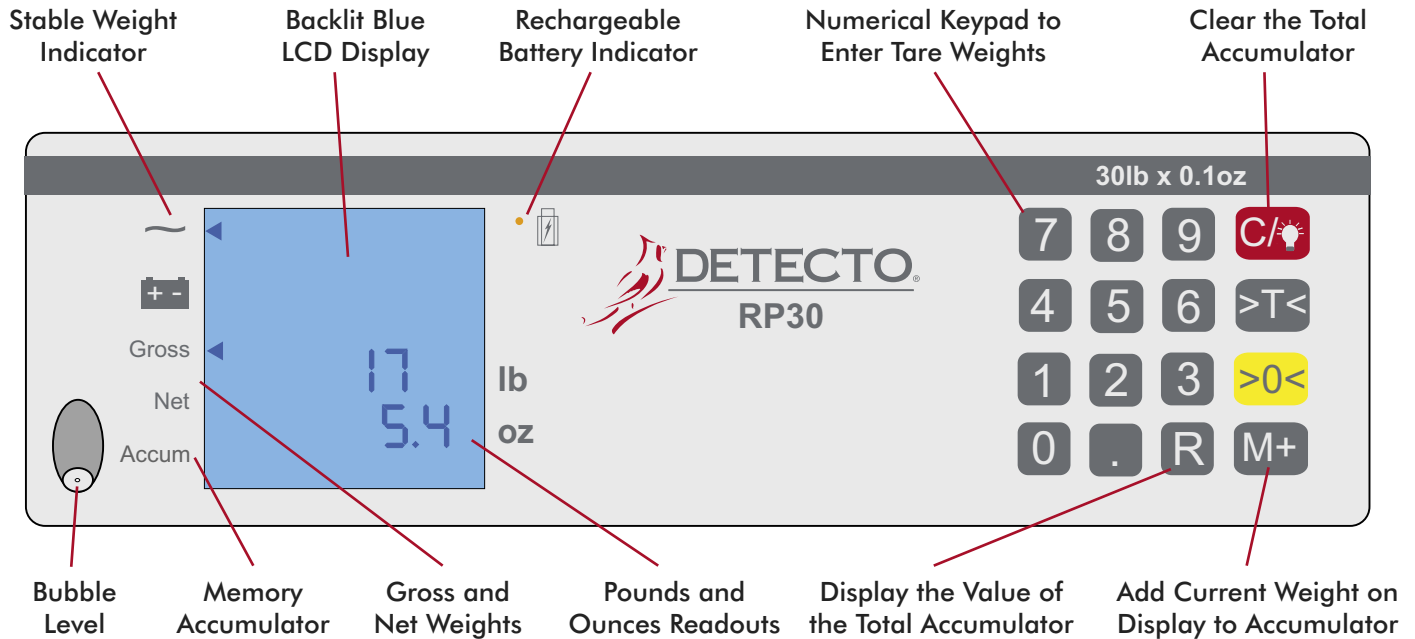 Stable Weight
Indicator
Backlit Blue
LCD Display
Rechargeable
Battery Indicator
Numerical Keypad to
Enter Tare Weights
Clear the Total
Accumulator
30lb x 0.1oz
7 8 9 C/
DETECTO®
RP30
4 5 6 >T<
+ -
Gross
17 lb
1 2 3 >0<
Net
5.4 oz
Accum
0 . R M+
Bubble
Level
Memory
Accumulator
Gross and
Net Weights
Pounds and
Ounces Readouts
Display the Value of
the Total Accumulator
Add Current Weight on
Display to Accumulator